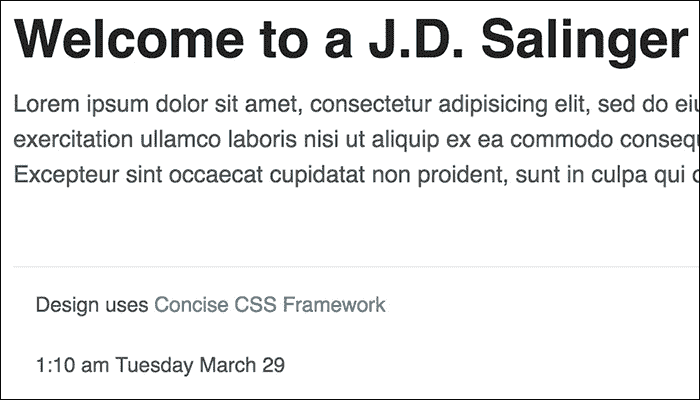 Welcome to a J.D. Salinger
Lorem ipsum dolor sit amet, consectetur adipisicing elit, sed do
exercitation ullamco laboris nisi ut aliquip ex ea commodo
Excepteur sint occaecat cupidatat non proident, sunt in culpa qui
Design uses Concise CSS Framework
1:10 am Tuesday March 29